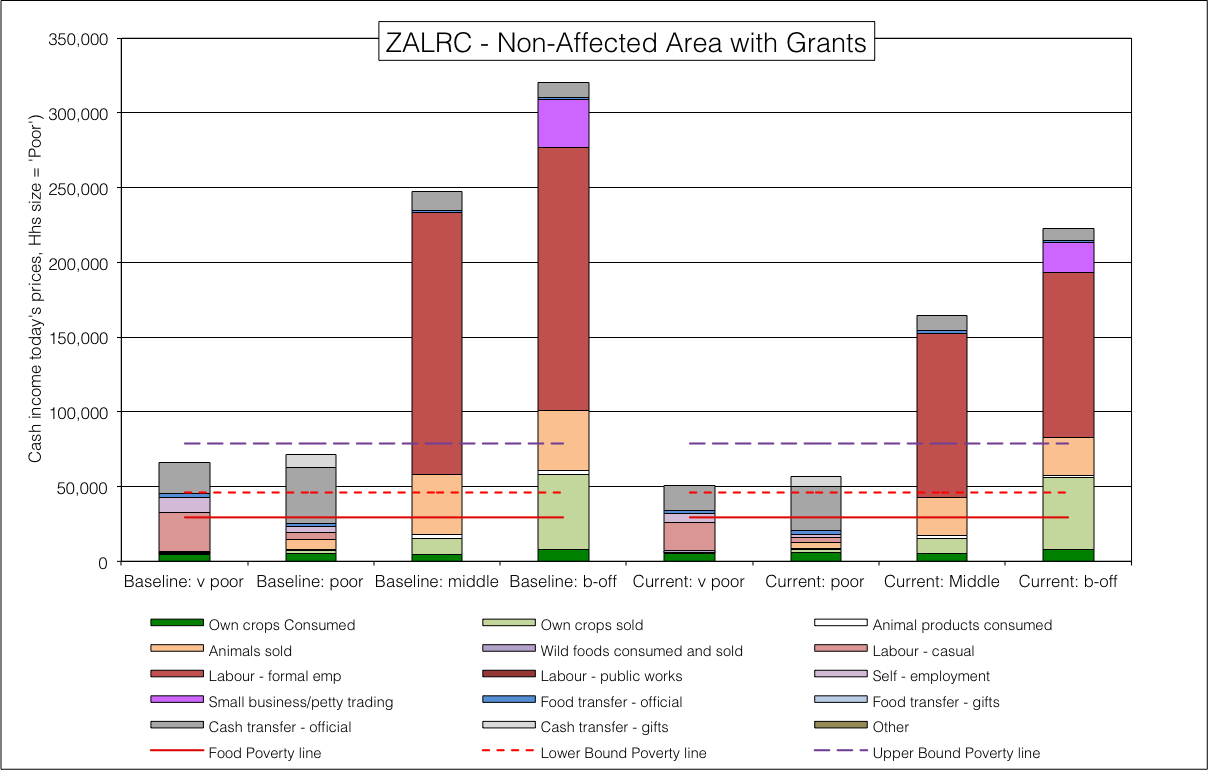 ZALRC - Non-Affected Area with Grants
Cash income today's prices, Hhs size = 'Poor')
350,000
300,000
250,000
200,000
150,000
100,000
50,000
0
Baseline: v poor Baseline: poor Baseline: middle Baseline: b-off Current: v poor Current: poor Current: Middle Current: b-off
Own crops Consumed Own crops sold Animal products consumed
Animals sold Wild foods consumed and sold Labour - casual
Labour - formal emp Labour - public works Self - employment
Small business/petty trading Food transfer - official Food transfer - gifts
Cash transfer - official Cash transfer - gifts Other
Food Poverty line Lower Bound Poverty line Upper Bound Poverty line